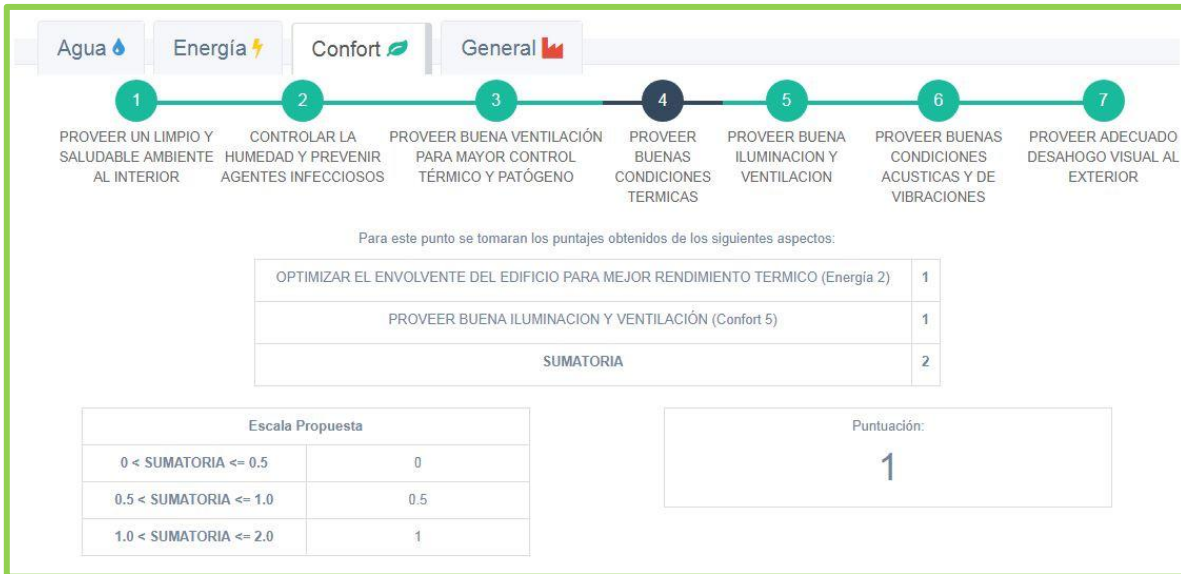 Agua
Energía
Confort
General
1
2
3
4
5
6
7
PROVEER UN LIMPIO Y
SALUDABLE AMBIENTE
AL INTERIOR
CONTROLAR LA
HUMEDAD Y PREVENIR
AGENTES INFECCIOSOS
PROVEER BUENA VENTILACIÓN
PARA MAYOR CONTROL
TÉRMICO Y PATÓGENO
PROVEER
BUENAS
CONDICIONES
TERMICAS
PROVEER BUENA
ILUMINACION Y
VENTILACION
PROVEER BUENAS
CONDICIONES
ACUSTICAS Y DE
VIBRACIONES
PROVEER ADECUADO
DESAHOGO VISUAL AL
EXTERIOR
Para este punto se tomaran los puntajes obtenidos de los siguientes aspectos:
OPTIMIZAR EL ENVOLVENTE DEL EDIFICIO PARA MEJOR RENDIMIENTO TERMICO (Energía 2) 1
PROVEER BUENA ILUMINACION Y VENTILACIÓN (Confort 5) 1
SUMATORIA 2
Escala Propuesta
0 < SUMATORIA <= 0.5 0
0.5 < SUMATORIA <= 1.0 0.5
1.0 < SUMATORIA <= 2.0 1
Puntuación:
1